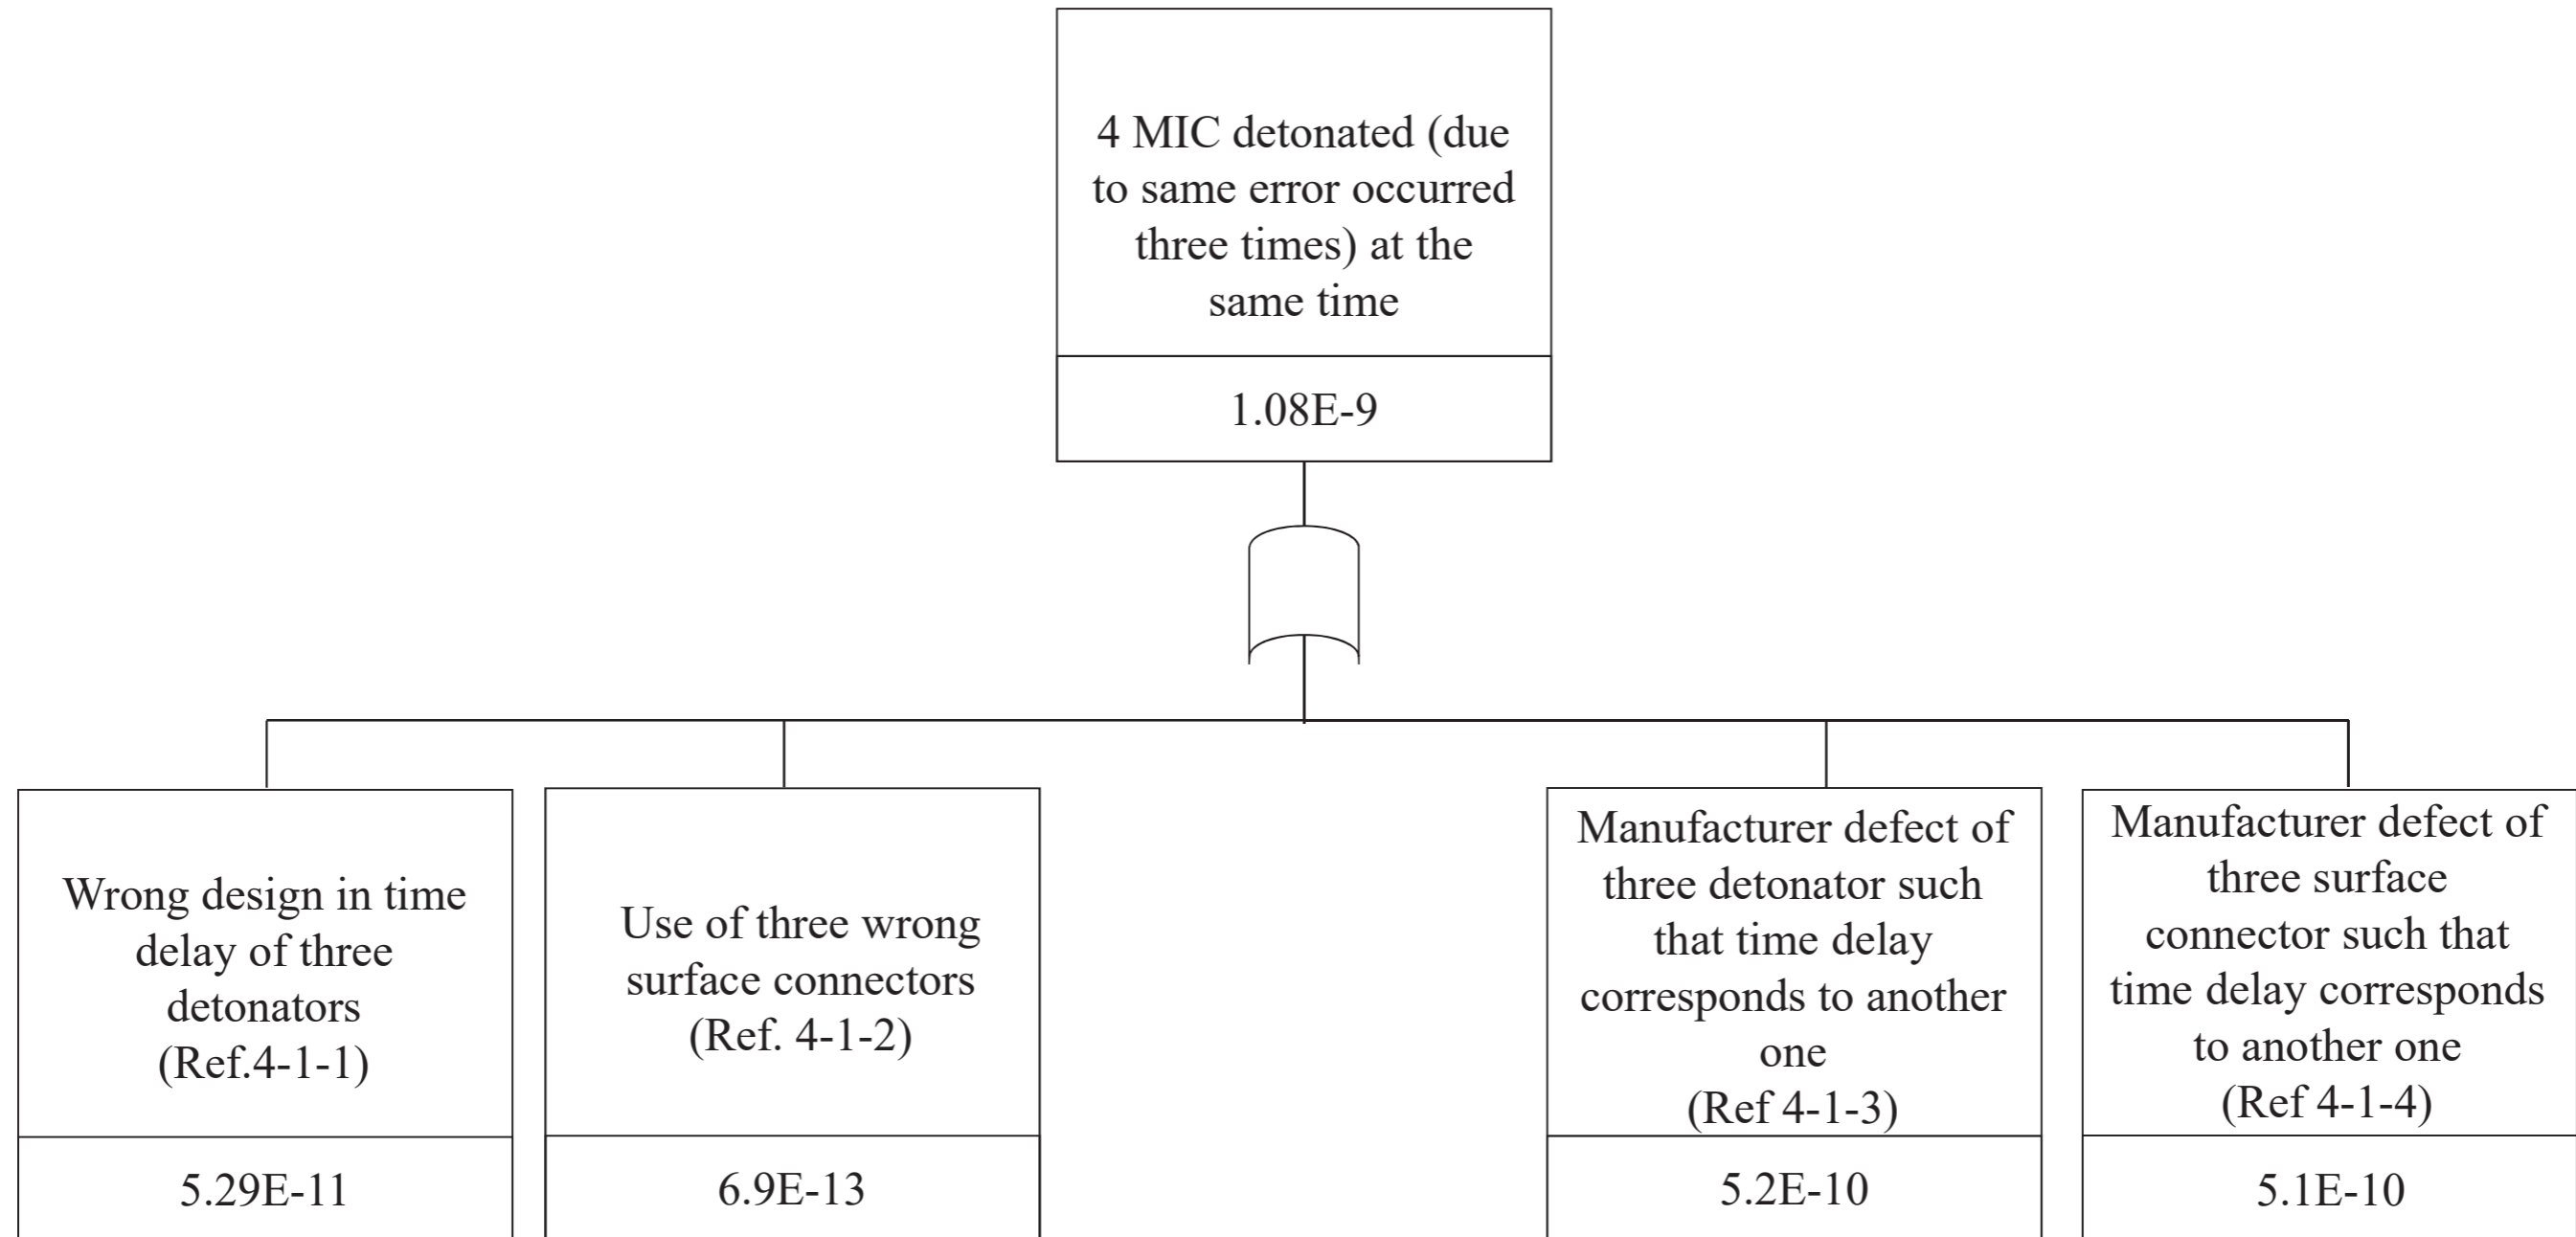 4 MIC detonated (due
to same error occurred
three times) at the
same time
1.08E-9
Wrong design in time
delay of three
detonators
(Ref.4-1-1)
5.29E-11
Use of three wrong
surface connectors
(Ref. 4-1-2)
6.9E-13
Manufacturer defect of
three detonator such
that time delay
corresponds to another
one
(Ref 4-1-3)
5.2E-10
Manufacturer defect of
three surface
connector such that
time delay corresponds
to another one
(Ref 4-1-4)
5.1E-10